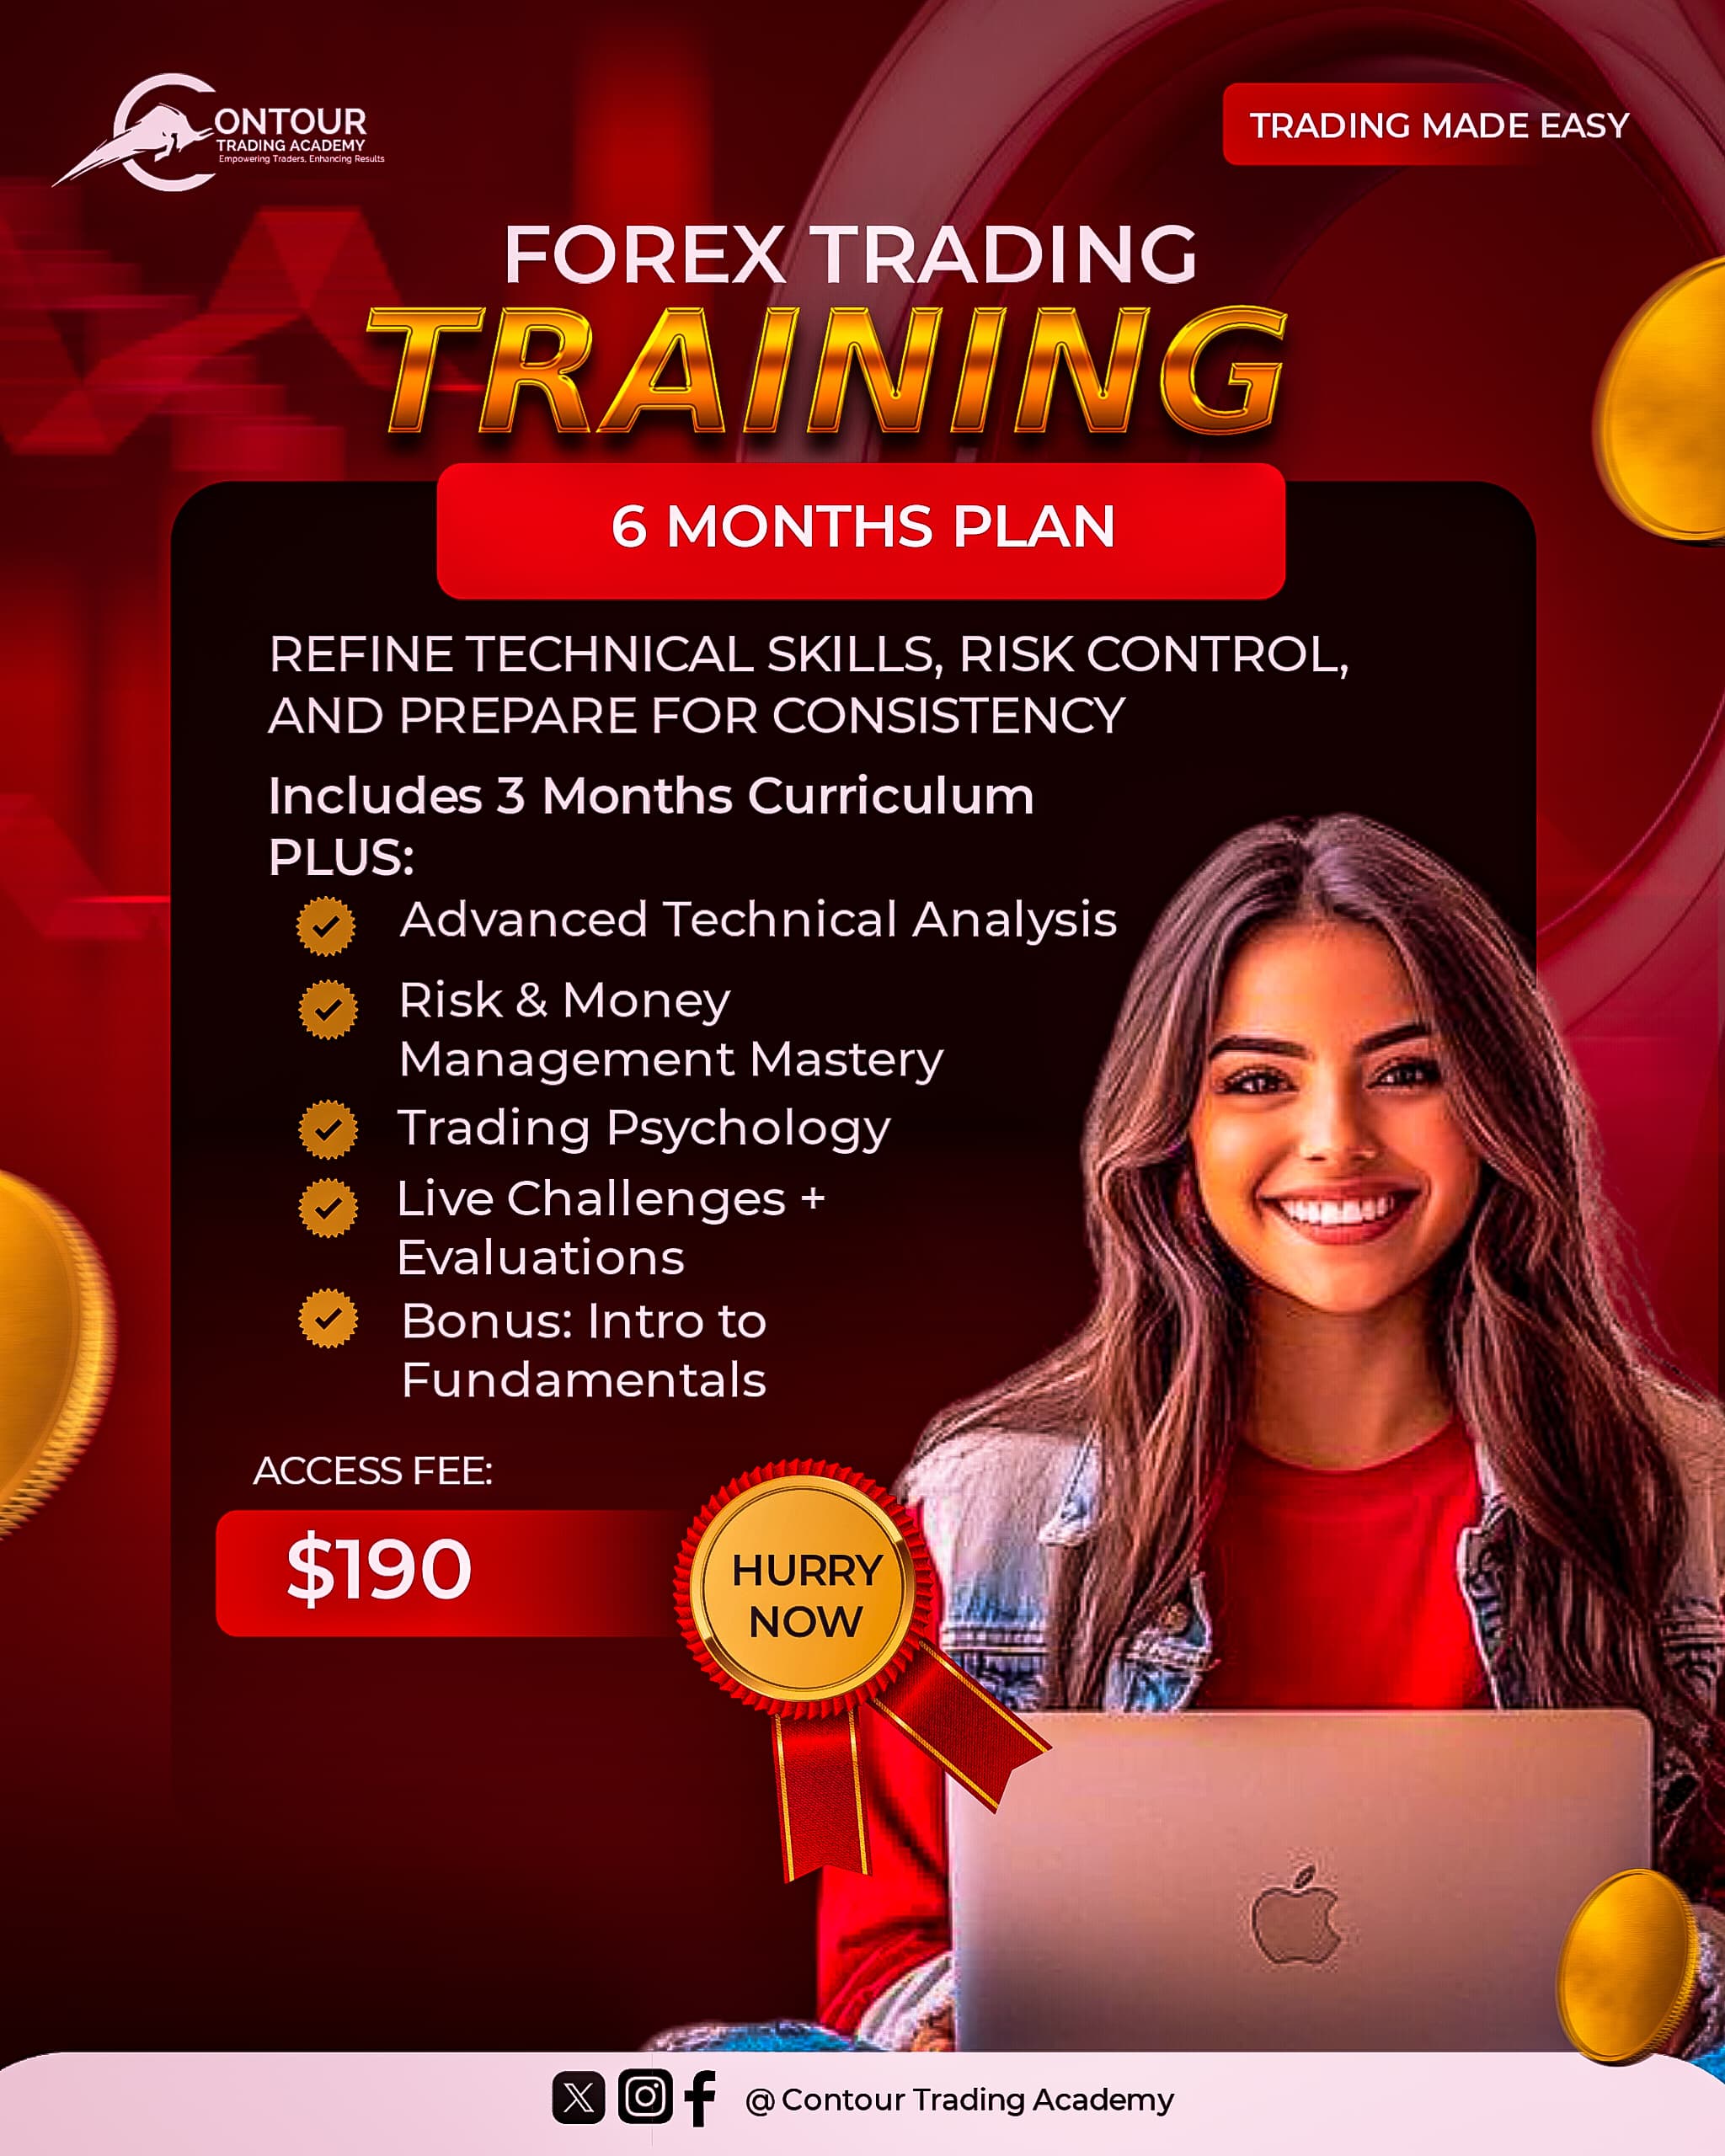 CONTOUR
TRADING ACADEMY
Empowering Traders, Enhancing Results
TRADING MADE EASY
FOREX TRADING
TRAINING
6 MONTHS PLAN
REFINE TECHNICAL SKILLS, RISK CONTROL,
AND PREPARE FOR CONSISTENCY
Includes 3 Months Curriculum
PLUS:
Advanced Technical Analysis
Risk & Money
Management Mastery
Trading Psychology
Live Challenges +
Evaluations
Bonus: Intro to
Fundamentals
ACCESS FEE:
$190
HURRY
NOW
@ Contour Trading Academy